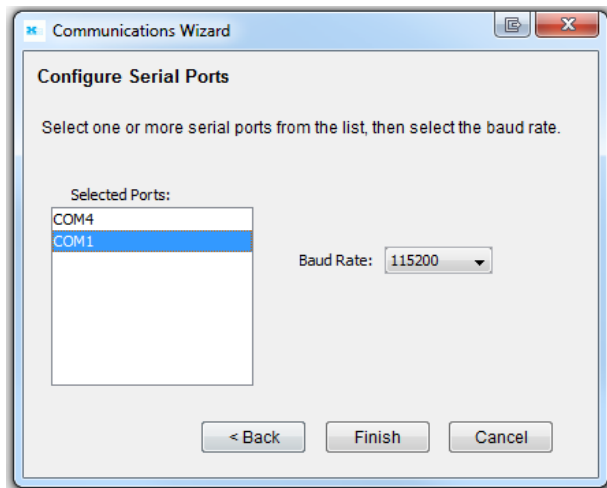 Communications Wizard
Configure Serial Ports
Select one or more serial ports from the list, then select the baud rate.
Selected Ports:
COM4
COM1
Baud Rate: 115200
< Back Finish Cancel